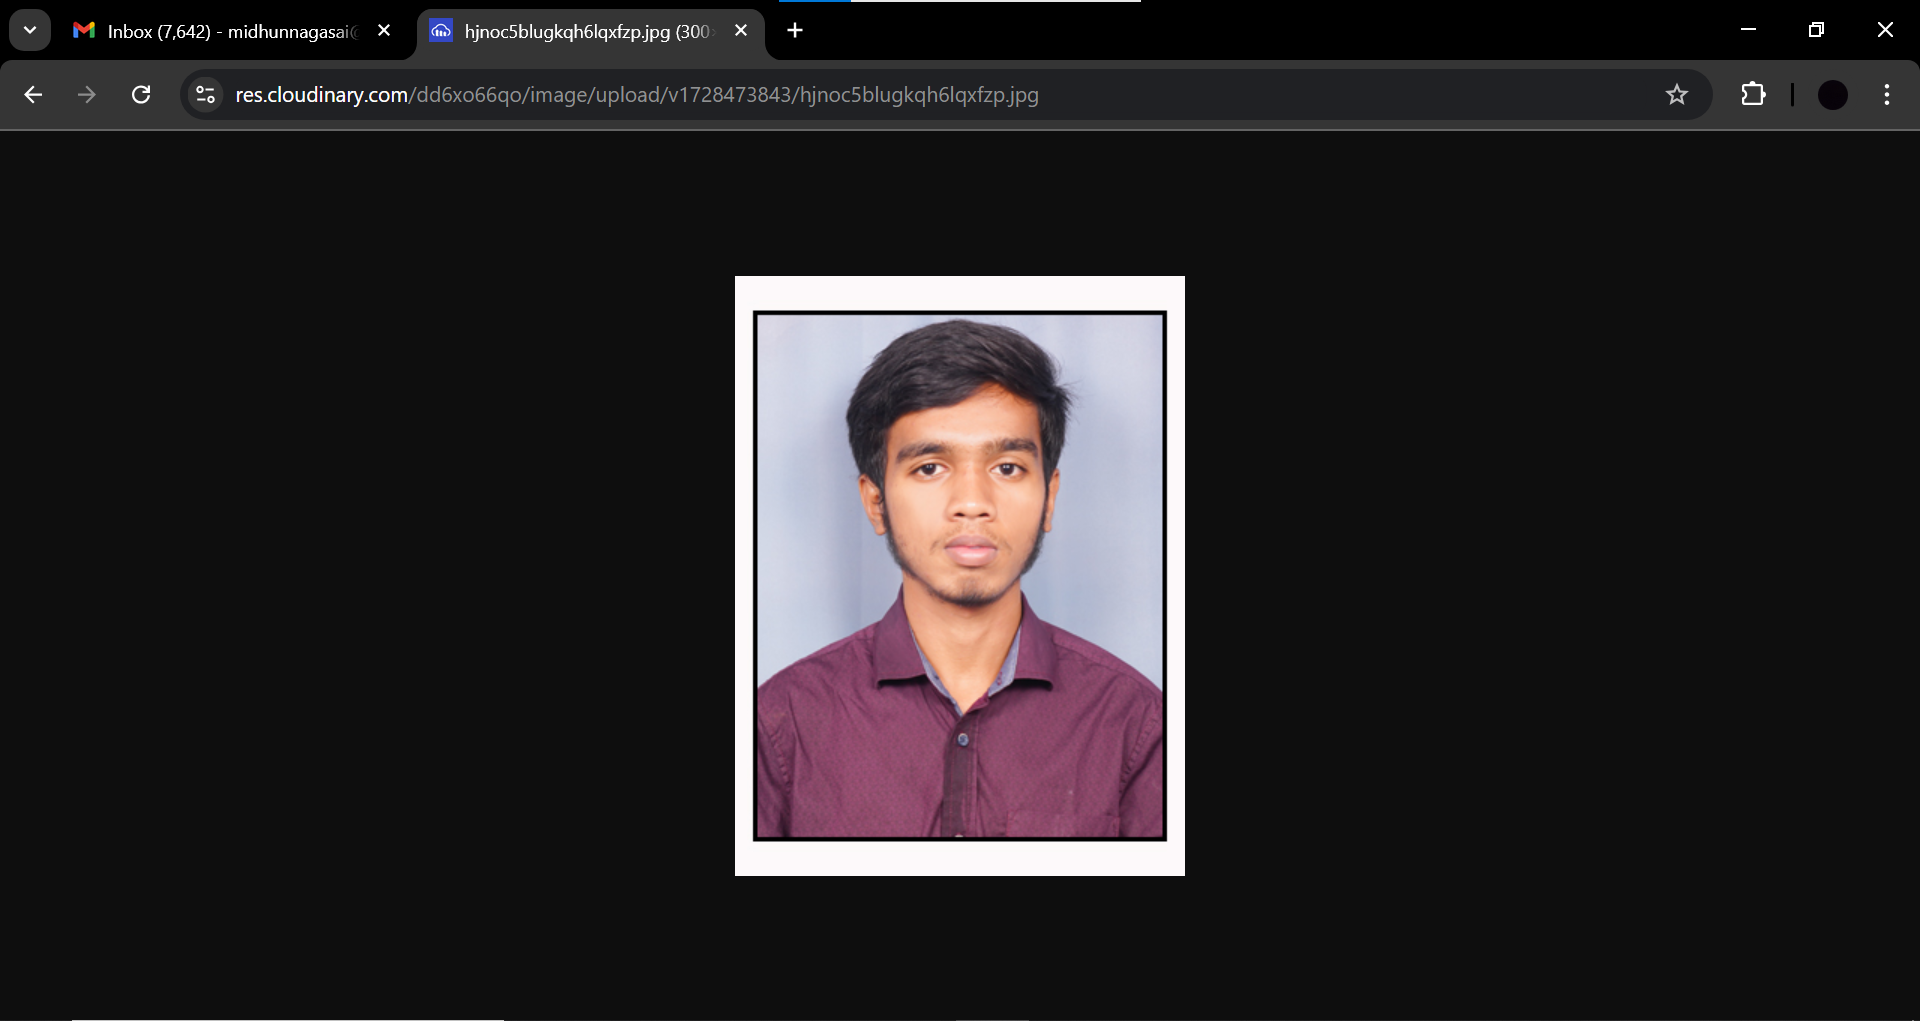 Inbox (7,642) - midhunnagasai
hjnoc5blugkqh6lqxfzp.jpg (300
res.cloudinary.com/dd6xo66qo/image/upload/v1728473843/hjnoc5blugkqh6lqxfzp.jpg